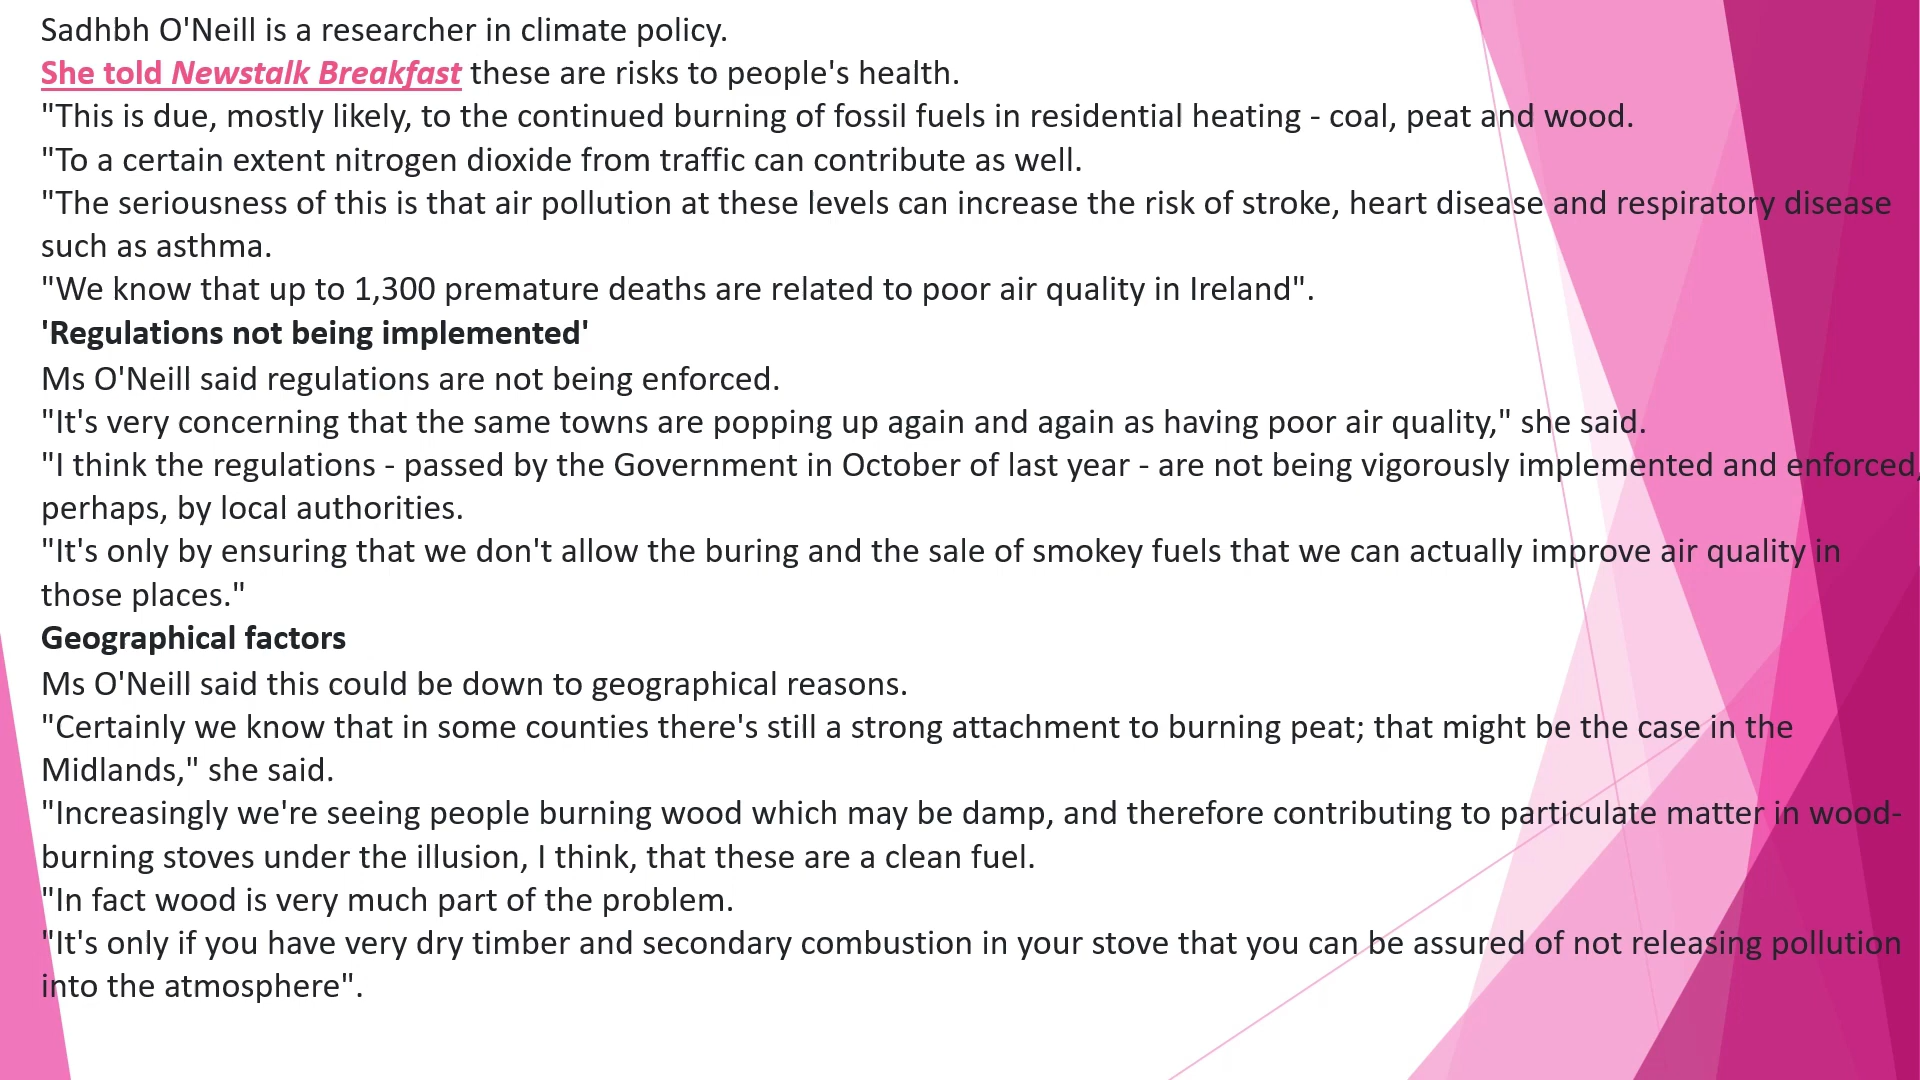 Sadhbh O'Neill is a researcher in climate policy.
She told Newstalk Breakfast these are risks to people's health.
"This is due, mostly likely, to the continued burning of fossil fuels in residential heating - coal, peat and wood.
"To a certain extent nitrogen dioxide from traffic can contribute as well.
"The seriousness of this is that air pollution at these levels can increase the risk of stroke, heart disease and respiratory disease
such as asthma.
"We know that up to 1,300 premature deaths are related to poor air quality in Ireland".
'Regulations not being implemented'
Ms O'Neill said regulations are not being enforced.
"It's very concerning that the same towns are popping up again and again as having poor air quality," she said.
"I think the regulations - passed by the Government in October of last year - are not being vigorously implemented and enforced,
perhaps, by local authorities.
"It's only by ensuring that we don't allow the buring and the sale of smokey fuels that we can actually improve air quality in
those places."
Geographical factors
Ms O'Neill said this could be down to geographical reasons.
"Certainly we know that in some counties there's still a strong attachment to burning peat; that might be the case in the
Midlands," she said.
"Increasingly we're seeing people burning wood which may be damp, and therefore contributing to particulate matter in wood-
burning stoves under the illusion, I think, that these are a clean fuel.
"In fact wood is very much part of the problem.
"It's only if you have very dry timber and secondary combustion in your stove that you can be assured of not releasing pollution
into the atmosphere".